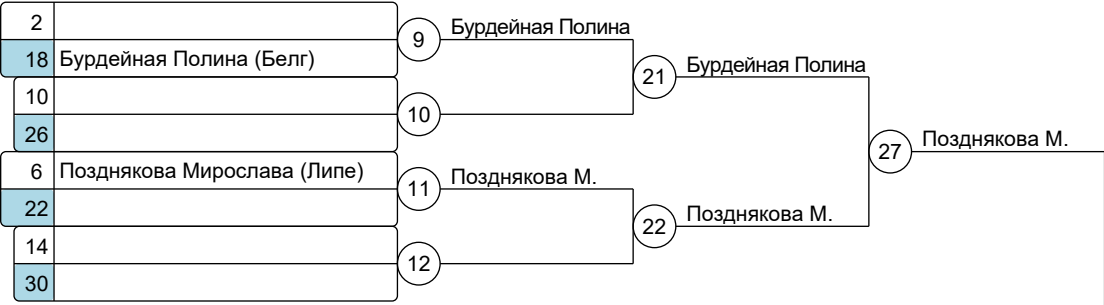 2
9 Бурдейная Полина
18 Бурдейная Полина (Белг)
21 Бурдейная Полина
10
10
26
27 Позднякова М.
6 Позднякова Мирослава (Липе)
11 Позднякова М.
22
22 Позднякова М.
14
12
30